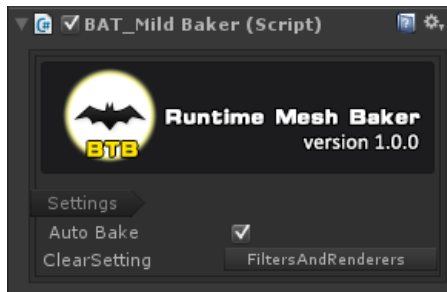 BAT_Mild Baker (Script)
Runtime Mesh Baker
version 1.0.0
BTB
Settings
Auto Bake
ClearSetting FiltersAndRenderers